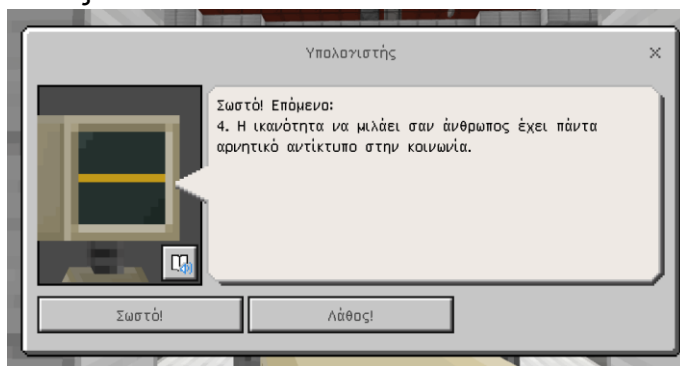 Υπολογιστής
Σωστό! Επόμενο:
4. Η ικανότητα να μιλάει σαν άνθρωπος έχει πάντα
αρνητικό αντίκτυπο στην κοινωνία.
Σωστό!
Λάθος!